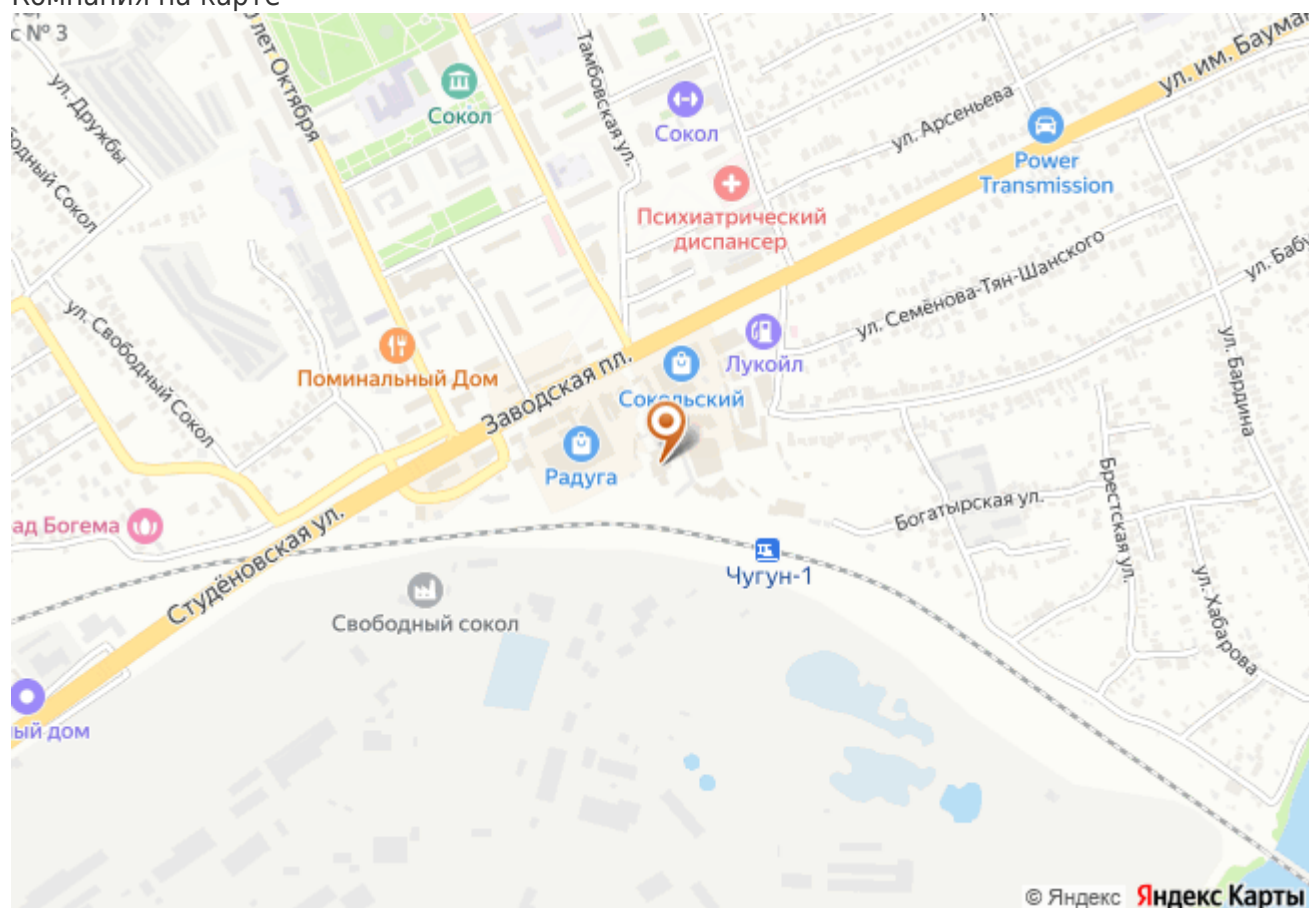 Компания на карте
с № 3
ул. Дружбы
лет Октября
Тамбовская ул.
Сокол
Сокол
ул. Арсеньева
ул. им. Баума
Power
Transmission
Психиатрический
диспансер
бодный Сокол
ул. Семёнова-Тян-Шанского
ул. Баб
ул. Свободный Сокол
Поминальный Дом
Заводская пл.
Лукойл
Сокольский
ул. Бардина
Радуга
Брестская ул.
Богатырская ул.
ад Богема
Студёновская ул.
Чугун-1
ул. Хабарова
Свободный сокол
ый дом
© Яндекс Яндекс Карты